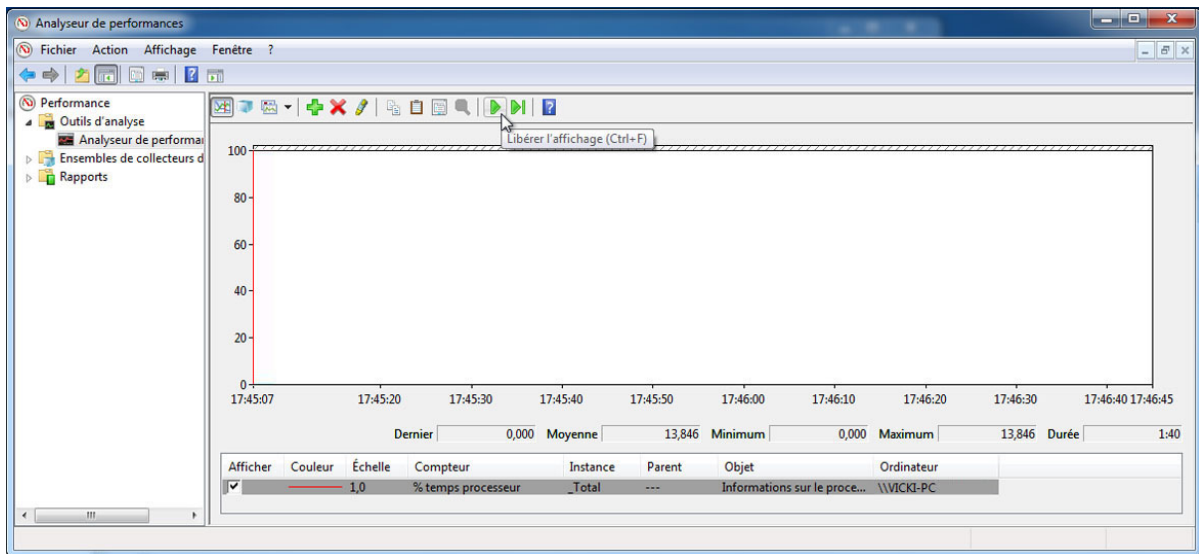 Analyseur de performances
Fichier Action Affichage Fenêtre ?
Performance
Outils d'analyse
Analyseur de performa
Ensembles de collecteurs d
Rapports
Libérer l'affichage (Ctrl+F)
100
80
60
40
20
0
17:45:07 17:45:20 17:45:30 17:45:40 17:45:50 17:46:00 17:46:10 17:46:20 17:46:30 17:46:40 17:46:45
Dernier 0,000 Moyenne 13,846 Minimum 0,000 Maximum 13,846 Durée 1:40
Afficher Couleur Échelle Compteur Instance Parent Objet Ordinateur
1,0 % temps processeur _Total --- Informations sur le proce... \\VICKI-PC